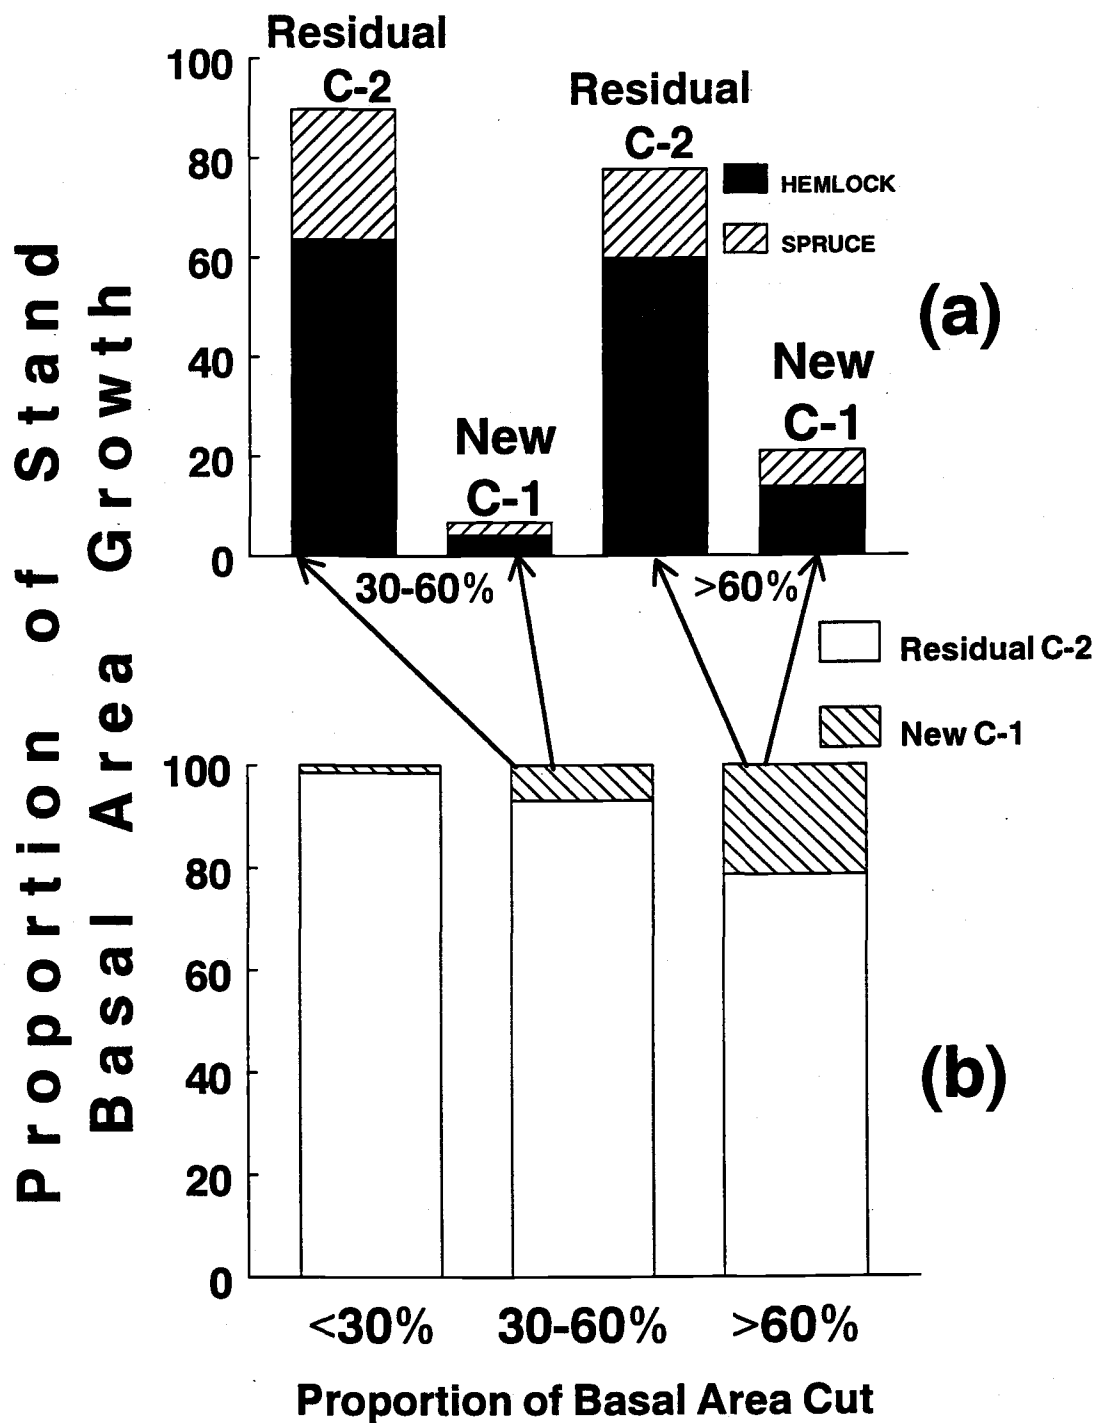 Proportion of Stand
Basal Area Growth
Residual
C-2
Residual
C-2
New
C-1
New
C-1
HEMLOCK
SPRUCE
(a)
100
80
60
40
20
0
30-60%
>60%
Residual C-2
New C-1
(b)
100
80
60
40
20
0
<30%
30-60%
>60%
Proportion of Basal Area Cut